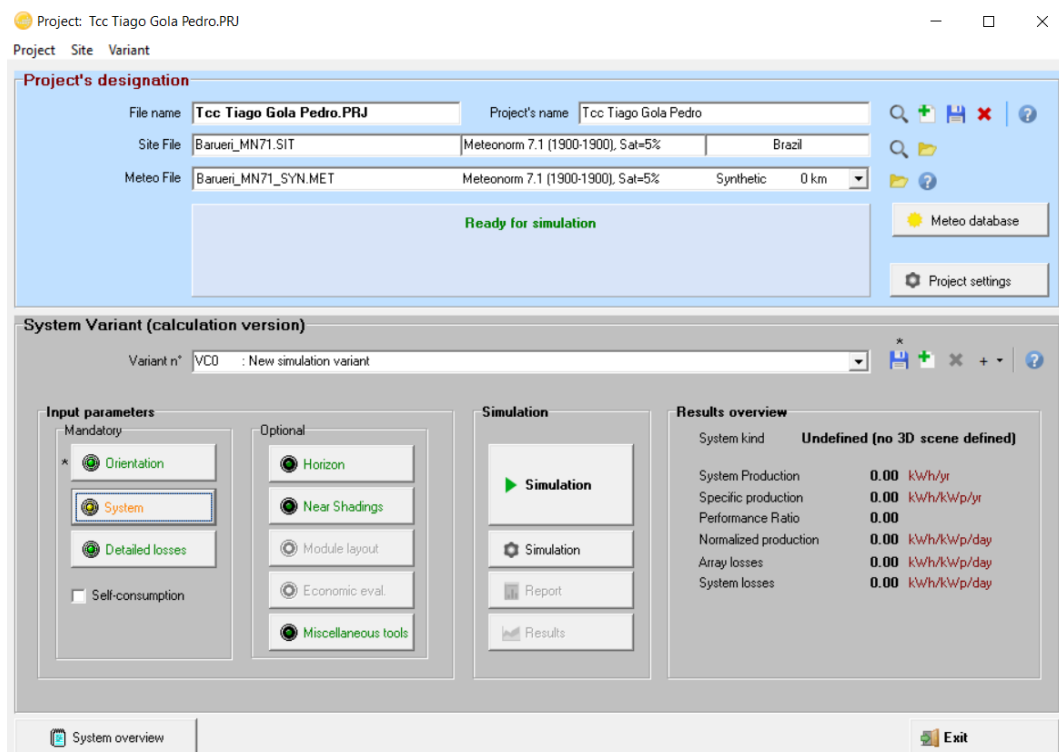 Project: Tcc Tiago Gola Pedro.PRJ
Project Site Variant
Project's designation
File name Tcc Tiago Gola Pedro.PRJ Project's name Tcc Tiago Gola Pedro
Site File Barueri_MN71.SIT Meteonorm 7.1 (1900-1900), Sat=5% Brazil
Meteo File Barueri_MN71_SYN.MET Meteonorm 7.1 (1900-1900), Sat=5% Synthetic 0 km
Ready for simulation
Meteo database
Project settings
System Variant (calculation version)
Variant n° VC0 : New simulation variant
Input parameters
Mandatory
* Orientation
System
Detailed losses
Self-consumption
Optional
Horizon
Near Shadings
Module layout
Economic eval.
Miscellaneous tools
Simulation
Simulation
Simulation
Report
Results
Results overview
System kind Undefined (no 3D scene defined)
System Production 0.00 kWh/yr
Specific production 0.00 kWh/kWp/yr
Performance Ratio 0.00
Normalized production 0.00 kWh/kWp/day
Array losses 0.00 kWh/kWp/day
System losses 0.00 kWh/kWp/day
System overview
Exit